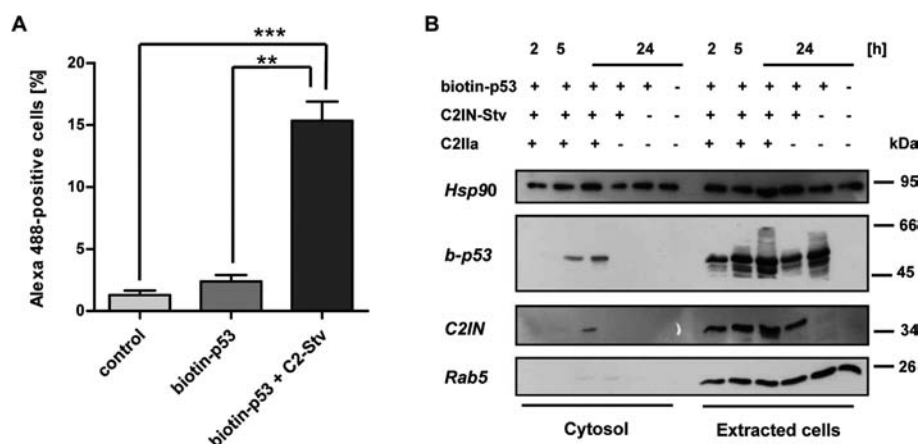 A
Alexa 488-positive cells [%]
20
15
10
5
0
***
**
control
biotin-p53
biotin-p53 + C2-Stv
B
2 5 24 2 5 24 [h]
biotin-p53 + + + + + - + + + + + -
C2IN-Stv + + + + - - + + + + - -
C2IIa + + + - - - + + + - - -
kDa
Hsp90 95
b-p53 66
45
C2IN 34
Rab5 26
Cytosol Extracted cells